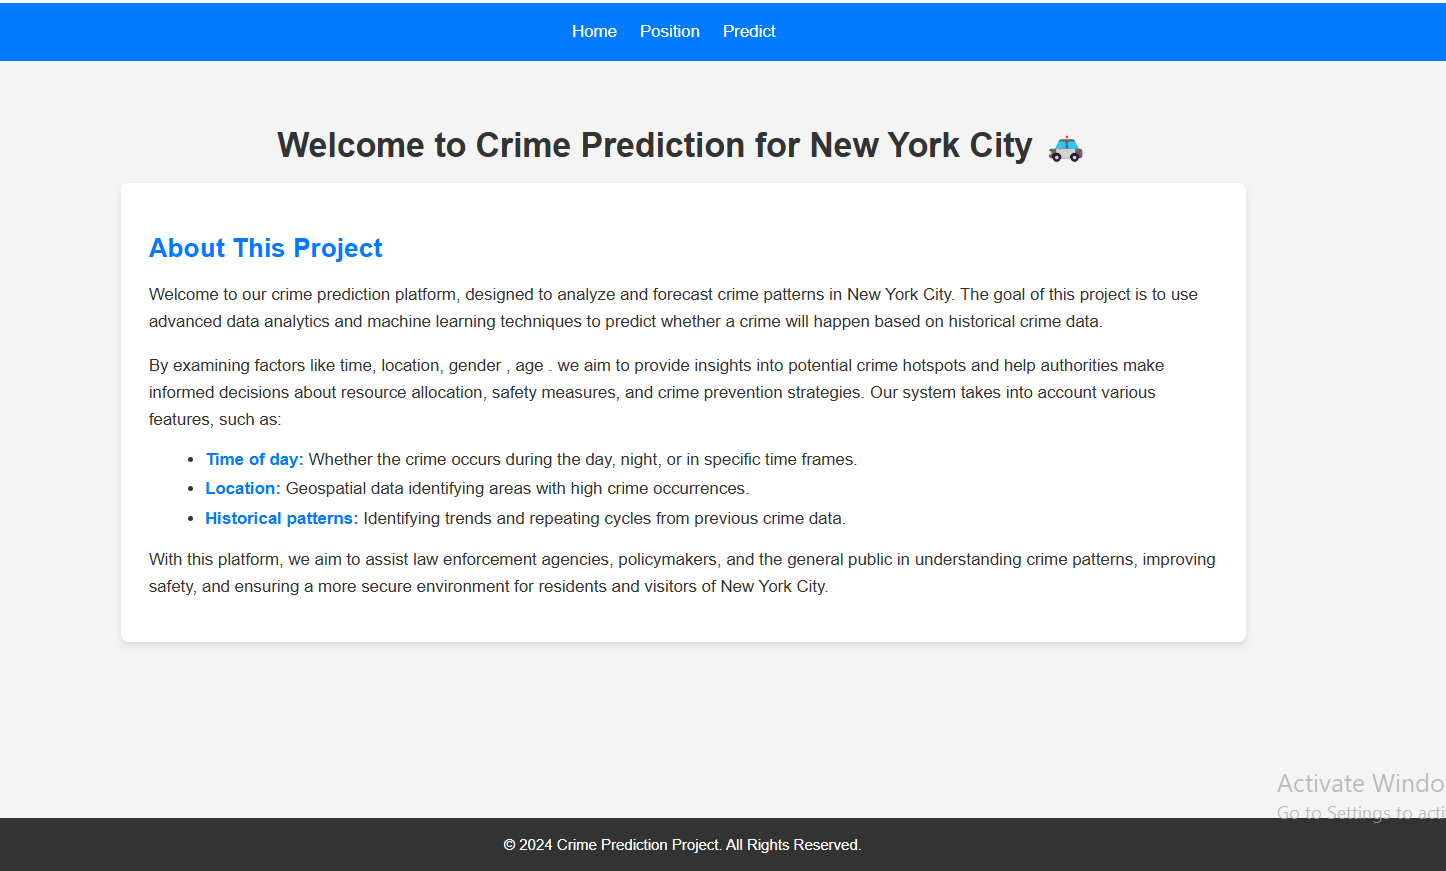 Home Position Predict
Welcome to Crime Prediction for New York City
About This Project
Welcome to our crime prediction platform, designed to analyze and forecast crime patterns in New York City. The goal of this project is to use
advanced data analytics and machine learning techniques to predict whether a crime will happen based on historical crime data.
By examining factors like time, location, gender , age . we aim to provide insights into potential crime hotspots and help authorities make
informed decisions about resource allocation, safety measures, and crime prevention strategies. Our system takes into account various
features, such as:
• Time of day: Whether the crime occurs during the day, night, or in specific time frames.
• Location: Geospatial data identifying areas with high crime occurrences.
• Historical patterns: Identifying trends and repeating cycles from previous crime data.
With this platform, we aim to assist law enforcement agencies, policymakers, and the general public in understanding crime patterns, improving
safety, and ensuring a more secure environment for residents and visitors of New York City.
Activate Windo
Go to Settings to acti
© 2024 Crime Prediction Project. All Rights Reserved.